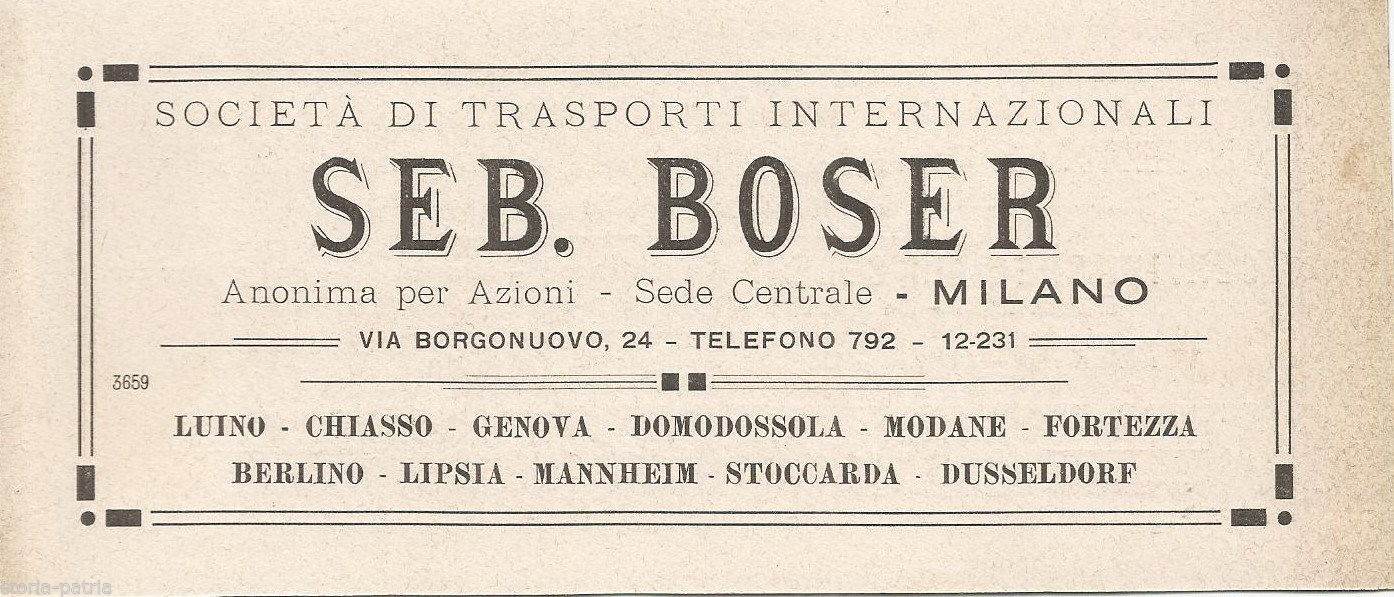 SOCIETÀ DI TRASPORTI INTERNAZIONALI
SEB. BOSER
Anonima per Azioni - Sede Centrale - MILANO
VIA BORGONUOVO, 24 - TELEFONO 792 - 12-231
3659
LUINO - CHIASSO - GENOVA - DOMODOSSOLA - MODANE - FORTEZZA
BERLINO - LIPSIA - MANNHEIM - STOCCARDA - DUSSELDORF
storia-patria